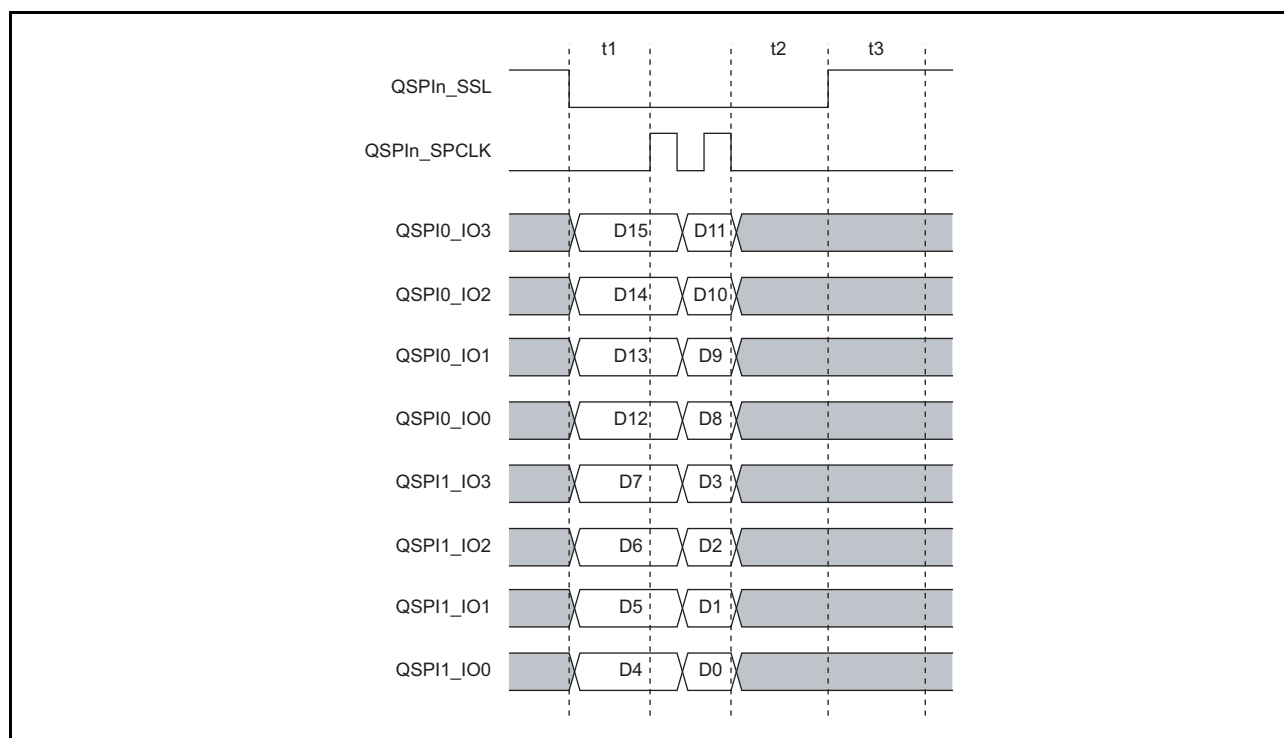 t1 t2 t3
QSPIn_SSL
QSPIn_SPCLK
QSPI0_IO3 D15 D11
QSPI0_IO2 D14 D10
QSPI0_IO1 D13 D9
QSPI0_IO0 D12 D8
QSPI1_IO3 D7 D3
QSPI1_IO2 D6 D2
QSPI1_IO1 D5 D1
QSPI1_IO0 D4 D0